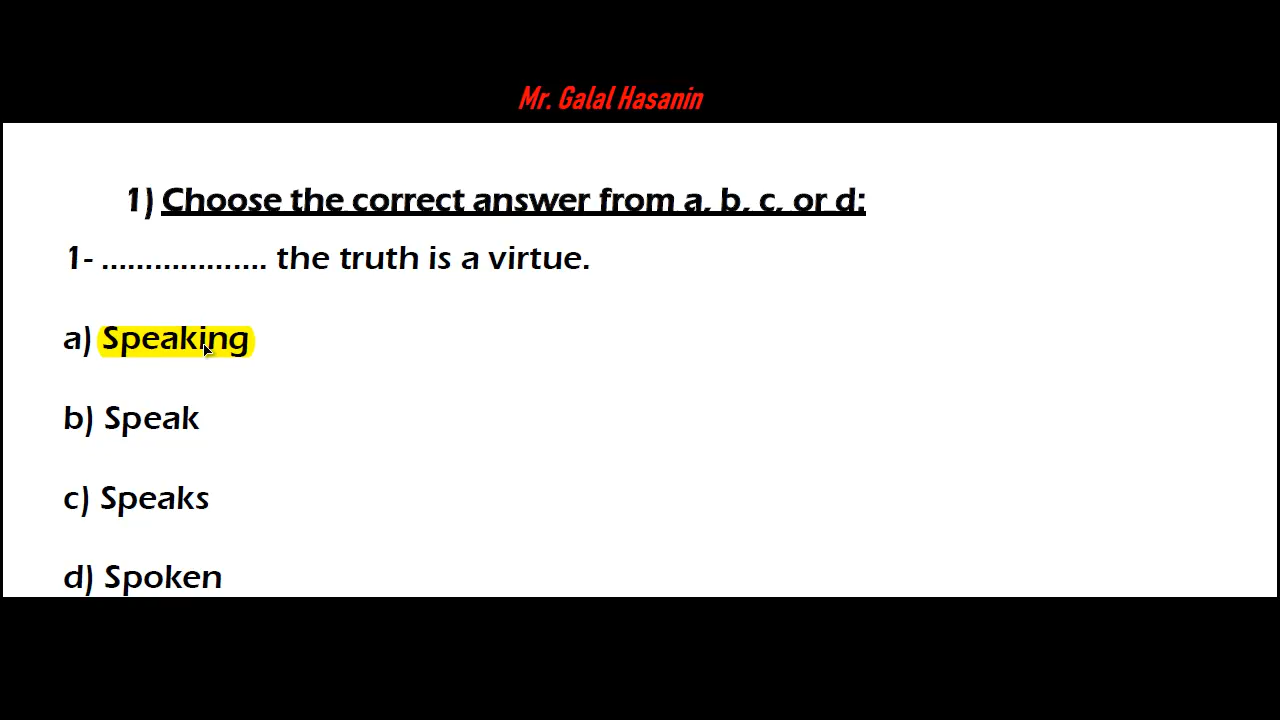 Mr. Galal Hasanin
1) Choose the correct answer from a, b, c, or d:
1- ................... the truth is a virtue.
a) Speaking
b) Speak
c) Speaks
d) Spoken